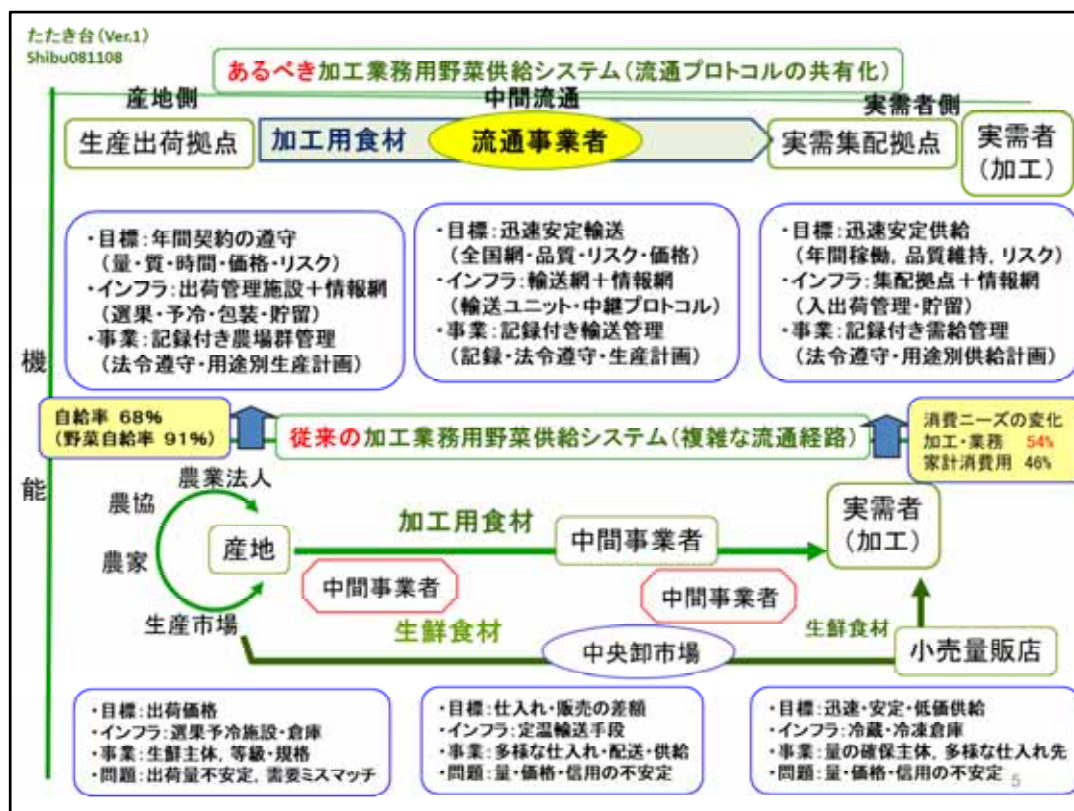 たたき台(Ver.1)
Shibu081108
あるべき加工業務用野菜供給システム(流通プロトコルの共有化)
産地側
中間流通
実需者側
生産出荷拠点
加工用食材
流通事業者
実需集配拠点
実需者
(加工)
・目標:年間契約の遵守
(量・質・時間・価格・リスク)
・インフラ:出荷管理施設+情報網
(選果・予冷・包装・貯留)
・事業:記録付き農場群管理
(法令遵守・用途別生産計画)
・目標:迅速安定輸送
(全国網・品質・リスク・価格)
・インフラ:輸送網+情報網
(輸送ユニット・中継プロトコル)
・事業:記録付き輸送管理
(記録・法令遵守・生産計画)
・目標:迅速安定供給
(年間稼働,品質維持,リスク)
・インフラ:集配拠点+情報網
(入出荷管理・貯留)
・事業:記録付き需給管理
(法令遵守・用途別供給計画)
機
能
自給率 68%
(野菜自給率 91%)
従来の加工業務用野菜供給システム(複雑な流通経路)
消費ニーズの変化
加工・業務 54%
家計消費用 46%
農業法人
農協
農家
生産市場
産地
加工用食材
中間事業者
実需者
(加工)
中間事業者
中間事業者
生鮮食材
中央卸市場
生鮮食材
小売量販店
・目標:出荷価格
・インフラ:選果予冷施設・倉庫
・事業:生鮮主体,等級・規格
・問題:出荷量不安定,需要ミスマッチ
・目標:仕入れ・販売の差額
・インフラ:定温輸送手段
・事業:多様な仕入れ・配送・供給
・問題:量・価格・信用の不安定
・目標:迅速・安定・低価供給
・インフラ:冷蔵・冷凍倉庫
・事業:量の確保主体,多様な仕入れ先
・問題:量・価格・信用の不安定
5